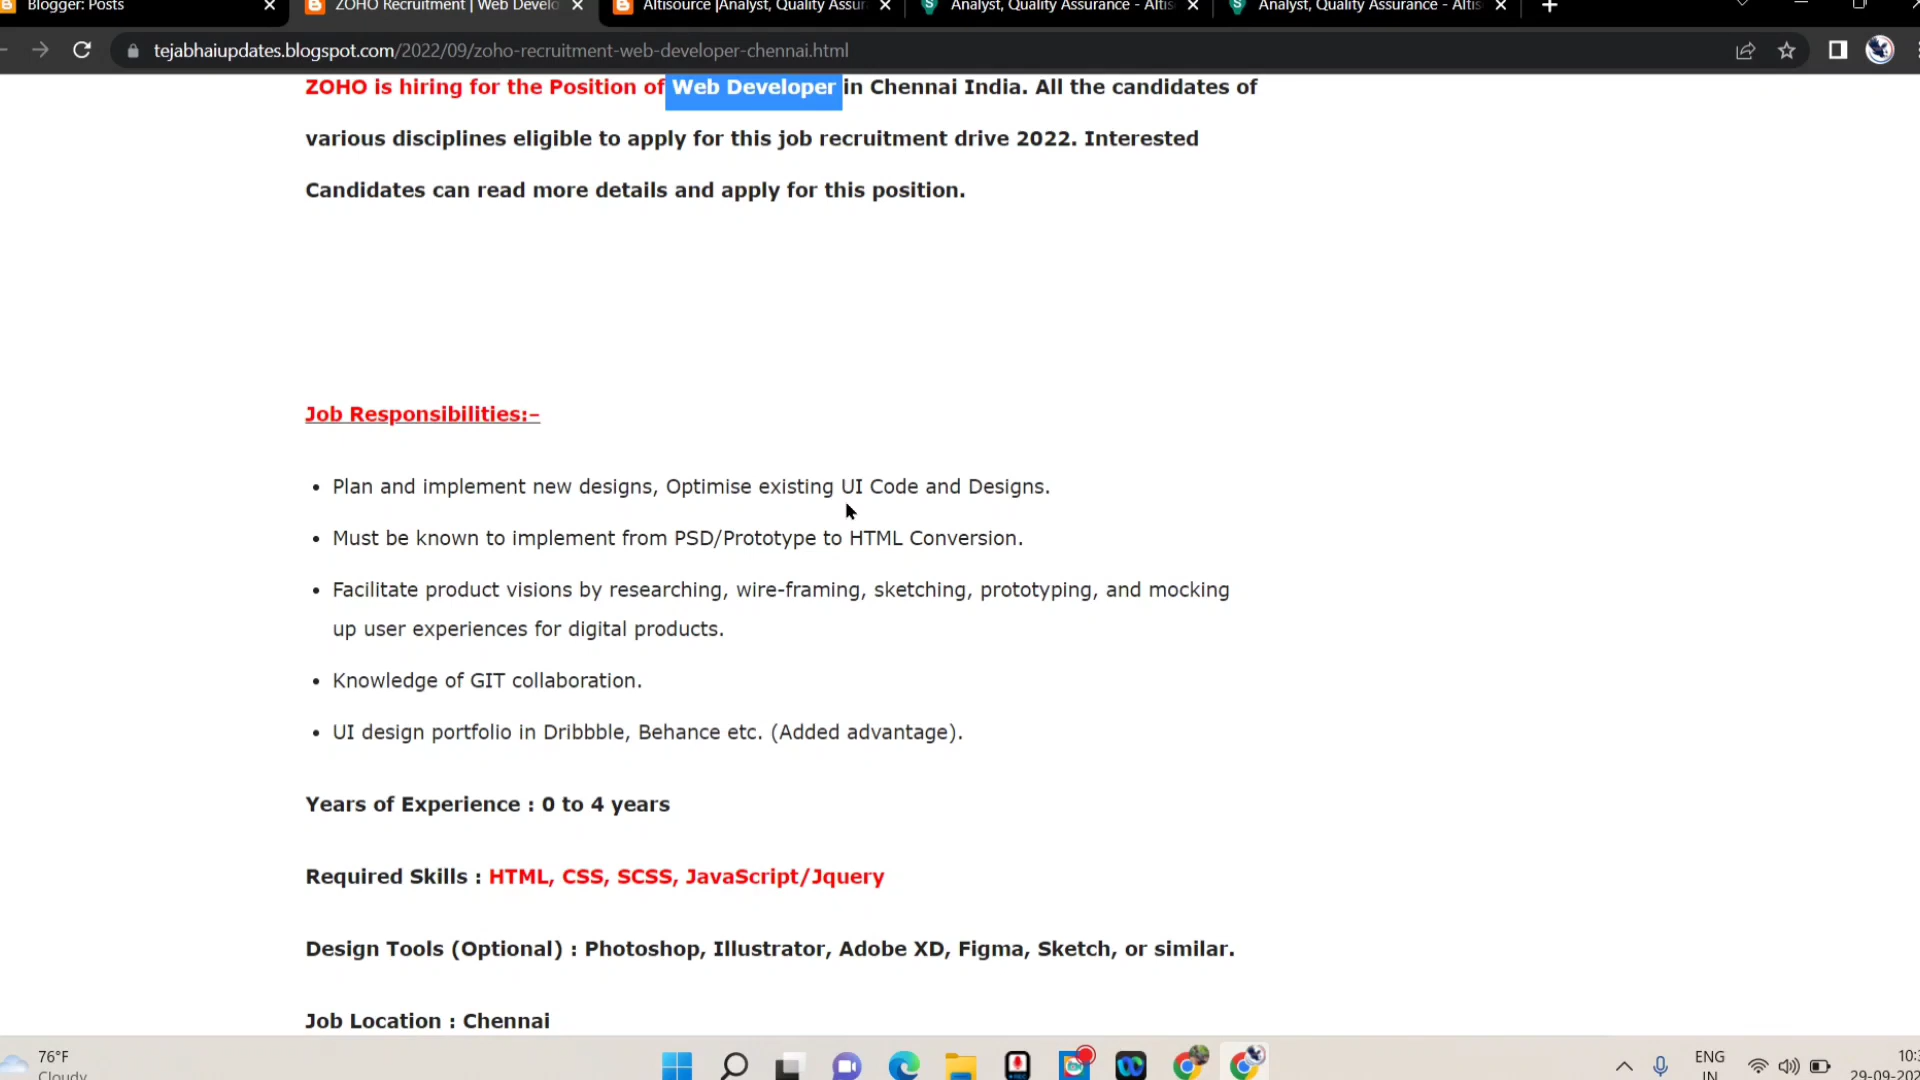 Blogger: Posts
ZOHO Recruitment | Web Develo
Altisource |Analyst, Quality Assur
Analyst, Quality Assurance - Altis
Analyst, Quality Assurance - Altis
tejabhaiupdates.blogspot.com/2022/09/zoho-recruitment-web-developer-chennai.html
ZOHO is hiring for the Position of Web Developer in Chennai India. All the candidates of
various disciplines eligible to apply for this job recruitment drive 2022. Interested
Candidates can read more details and apply for this position.
Job Responsibilities:–
• Plan and implement new designs, Optimise existing UI Code and Designs.
• Must be known to implement from PSD/Prototype to HTML Conversion.
• Facilitate product visions by researching, wire-framing, sketching, prototyping, and mocking
up user experiences for digital products.
• Knowledge of GIT collaboration.
• UI design portfolio in Dribbble, Behance etc. (Added advantage).
Years of Experience : 0 to 4 years
Required Skills : HTML, CSS, SCSS, JavaScript/Jquery
Design Tools (Optional) : Photoshop, Illustrator, Adobe XD, Figma, Sketch, or similar.
Job Location : Chennai
76°F
Cloudy
ENG
IN
10:3
29-09-202